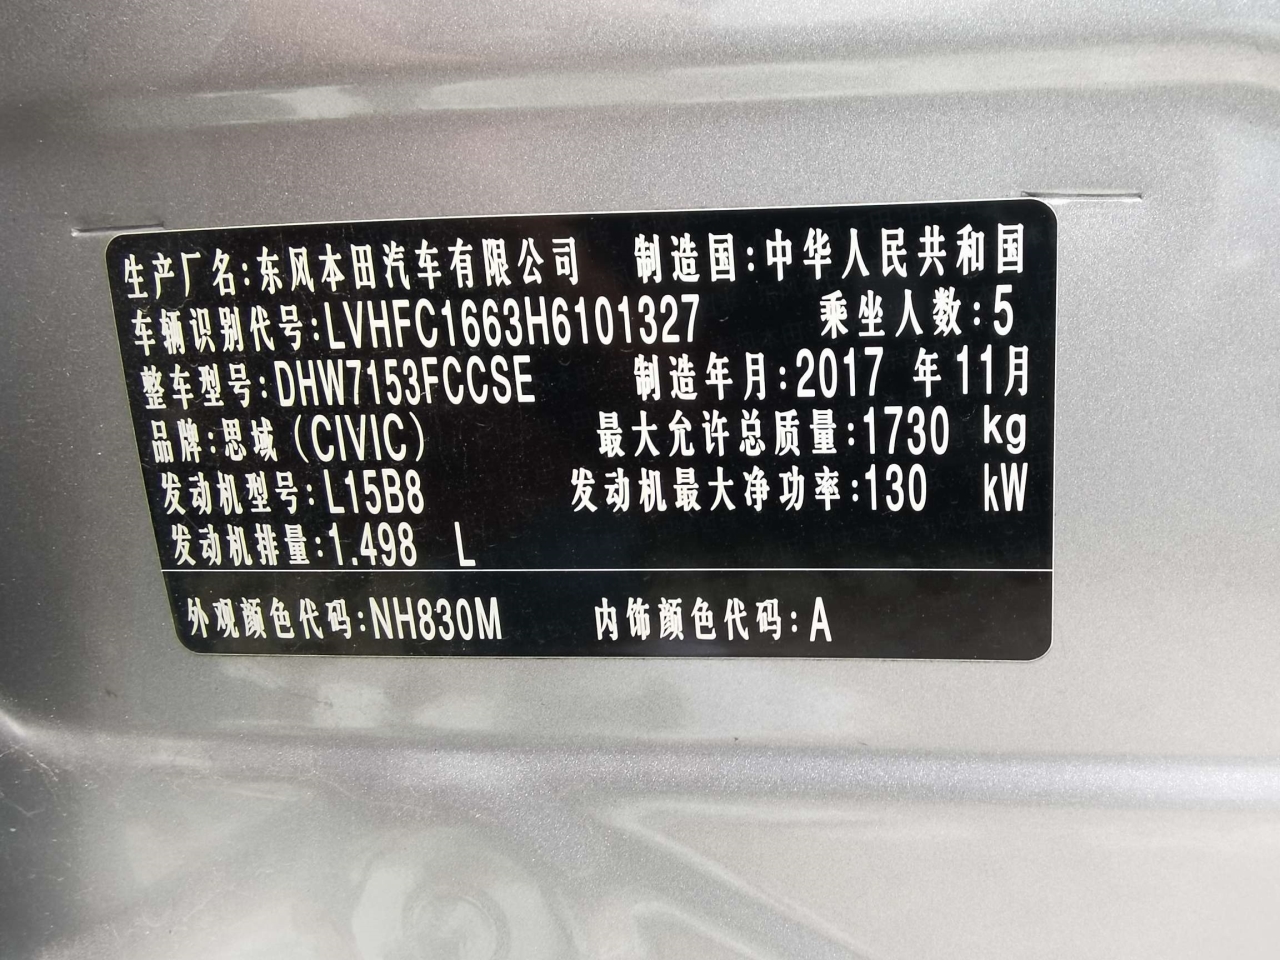 生产厂名:东风本田汽车有限公司 制造国:中华人民共和国
车辆识别代号:LVHFC1663H6101327 乘坐人数:5
整车型号:DHW7153FCCSE 制造年月:2017 年11月
品牌:思域(CIVIC) 最大允许总质量:1730 kg
发动机型号:L15B8 发动机最大净功率:130 kW
发动机排量:1.498 L
外观颜色代码:NH830M 内饰颜色代码:A